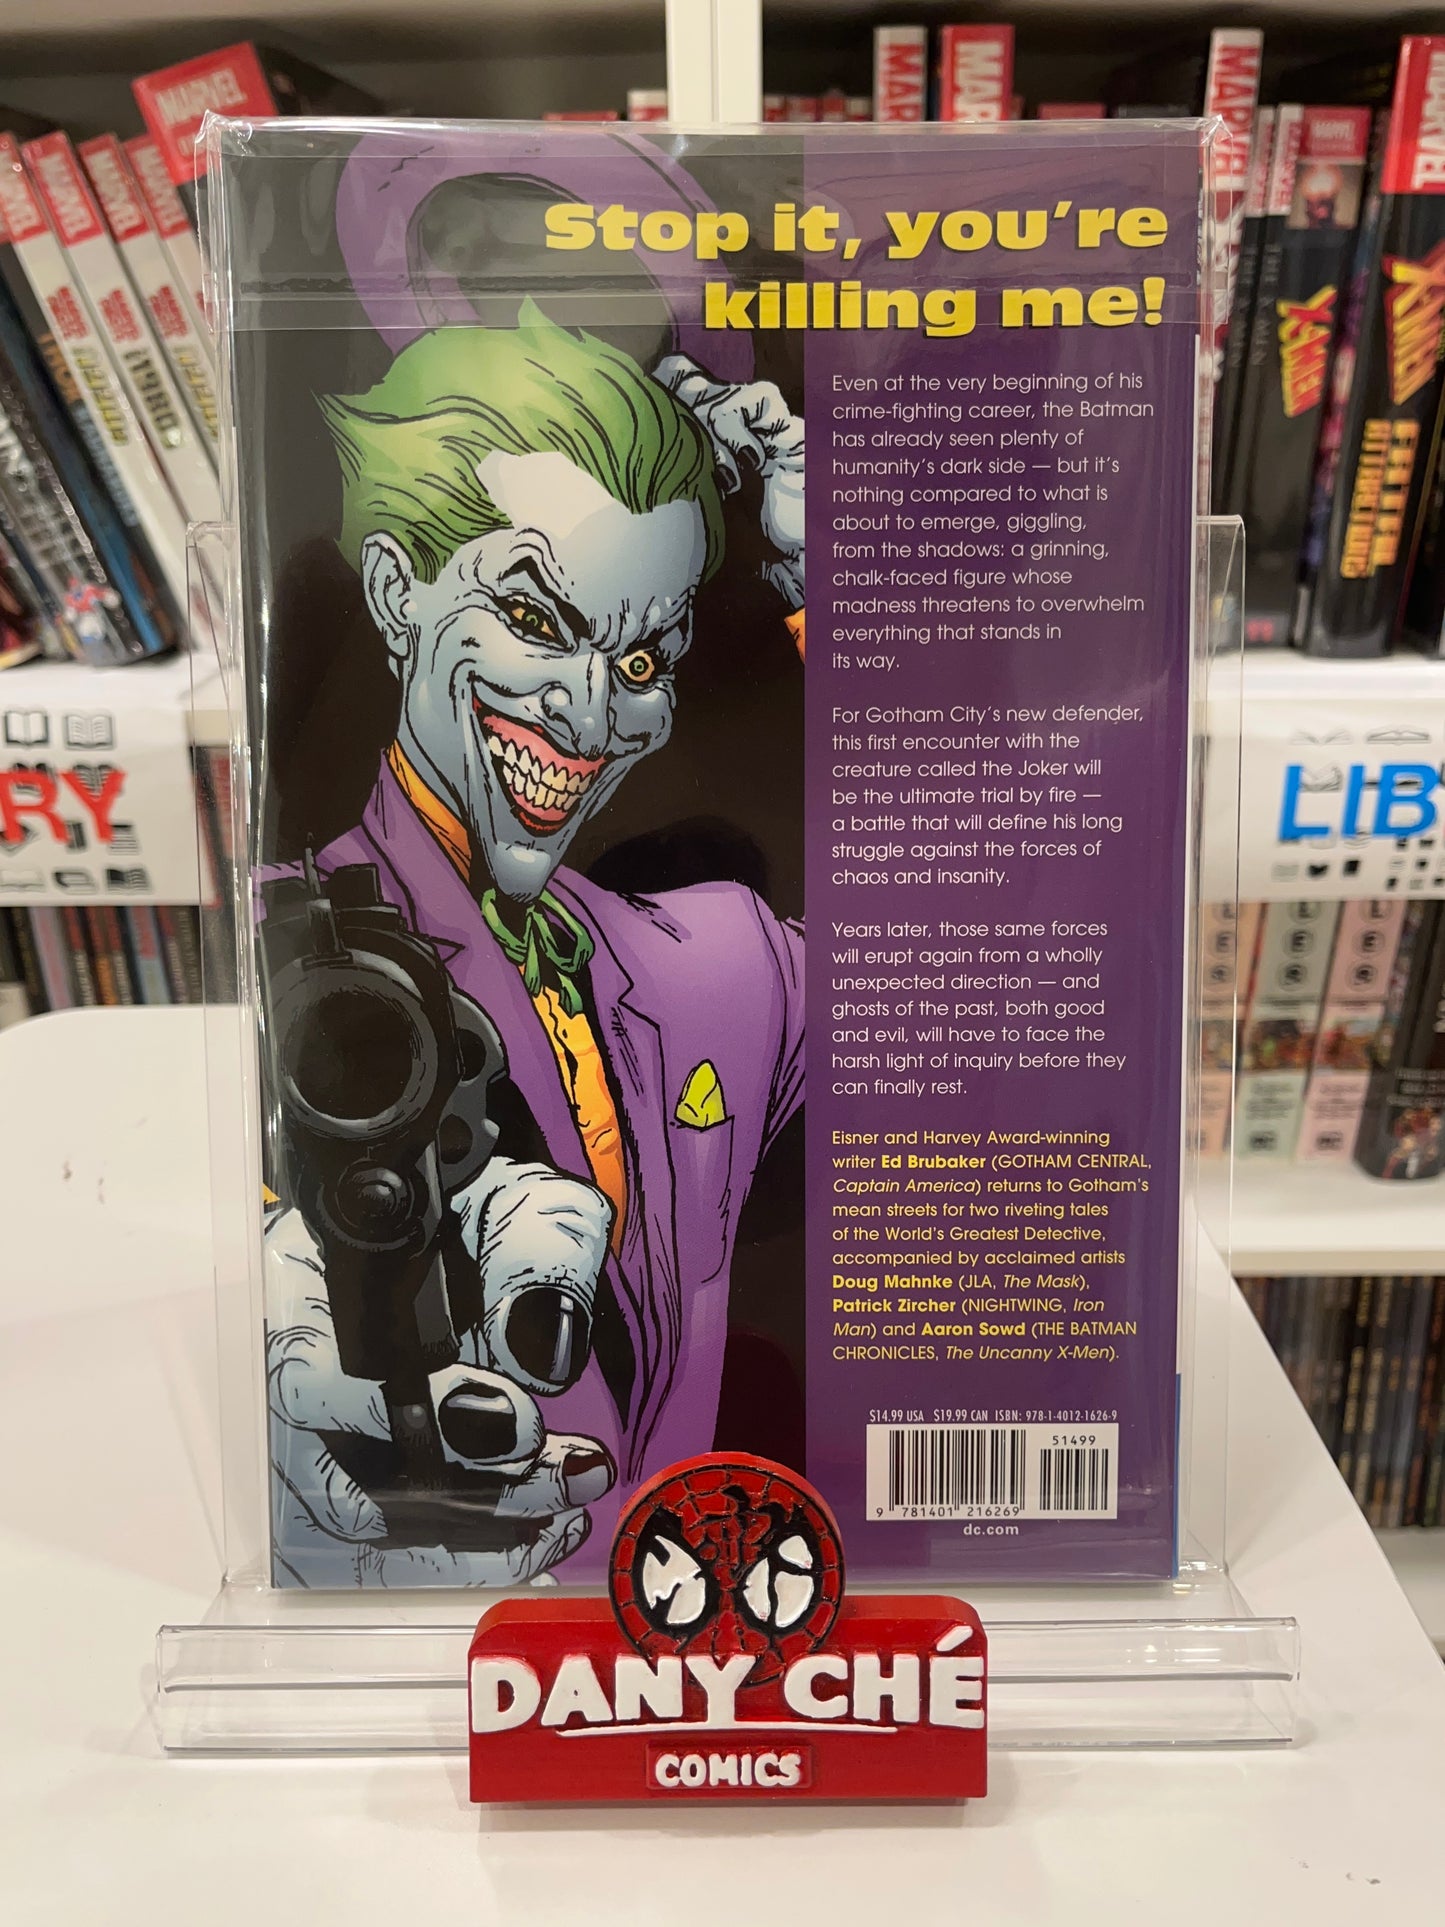 MARVEL
MARVEL
MARVEL
MARVEL
MARVEL
X-MEN
X-MEN
Stop it, you're
killing me!
Even at the very beginning of his
crime-fighting career, the Batman
has already seen plenty of
humanity's dark side — but it's
nothing compared to what is
about to emerge, giggling,
from the shadows: a grinning,
chalk-faced figure whose
madness threatens to overwhelm
everything that stands in
its way.
For Gotham City's new defender,
this first encounter with the
creature called the Joker will
be the ultimate trial by fire —
a battle that will define his long
struggle against the forces of
chaos and insanity.
Years later, those same forces
will erupt again from a wholly
unexpected direction — and
ghosts of the past, both good
and evil, will have to face the
harsh light of inquiry before they
can finally rest.
Eisner and Harvey Award-winning
writer Ed Brubaker (GOTHAM CENTRAL,
Captain America) returns to Gotham's
mean streets for two riveting tales
of the World's Greatest Detective,
accompanied by acclaimed artists
Doug Mahnke (JLA, The Mask),
Patrick Zircher (NIGHTWING, Iron
Man) and Aaron Sowd (THE BATMAN
CHRONICLES, The Uncanny X-Men).
$14.99 USA $19.99 CAN ISBN: 978-1-4012-1626-9
51499
9 781401 216269
dc.com
RY
LIB
DANY CHÉ
COMICS